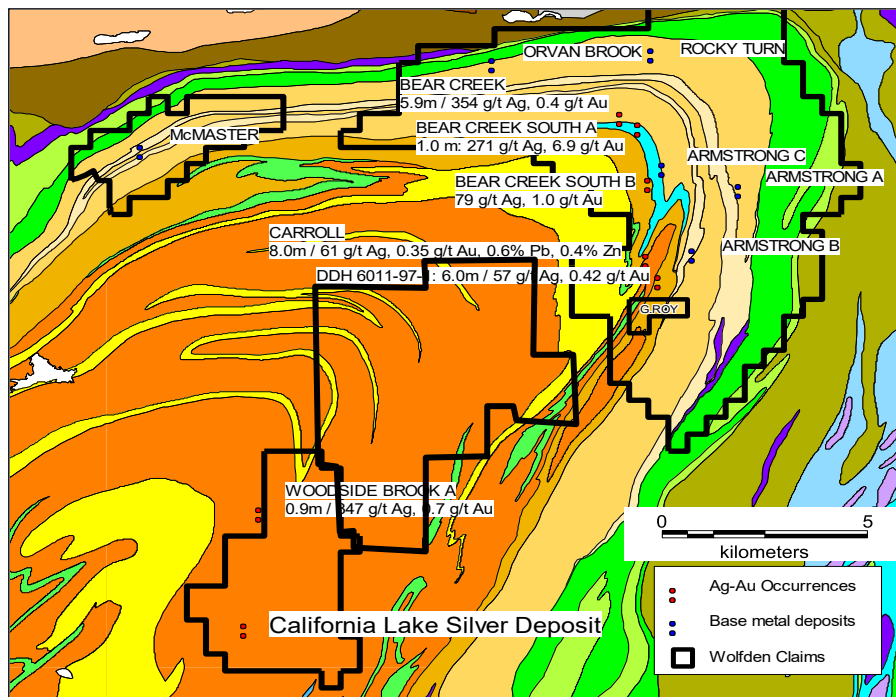 ORVAN BROOK
ROCKY TURN
BEAR CREEK
5.9m / 354 g/t Ag, 0.4 g/t Au
BEAR CREEK SOUTH A
1.0 m: 271 g/t Ag, 6.9 g/t Au
McMASTER
ARMSTRONG C
ARMSTRONG A
BEAR CREEK SOUTH B
79 g/t Ag, 1.0 g/t Au
CARROLL
8.0m / 61 g/t Ag, 0.35 g/t Au, 0.6% Pb, 0.4% Zn
ARMSTRONG B
DDH 6.0m / 57 g/t Ag, 0.42 g/t Au
G.ROY
WOODSIDE BROOK A
0.9m / g/t Ag, 0.7 g/t Au
0 5
kilometers
Ag-Au Occurrences
Base metal deposits
Wolfden Claims
California Lake Silver Deposit